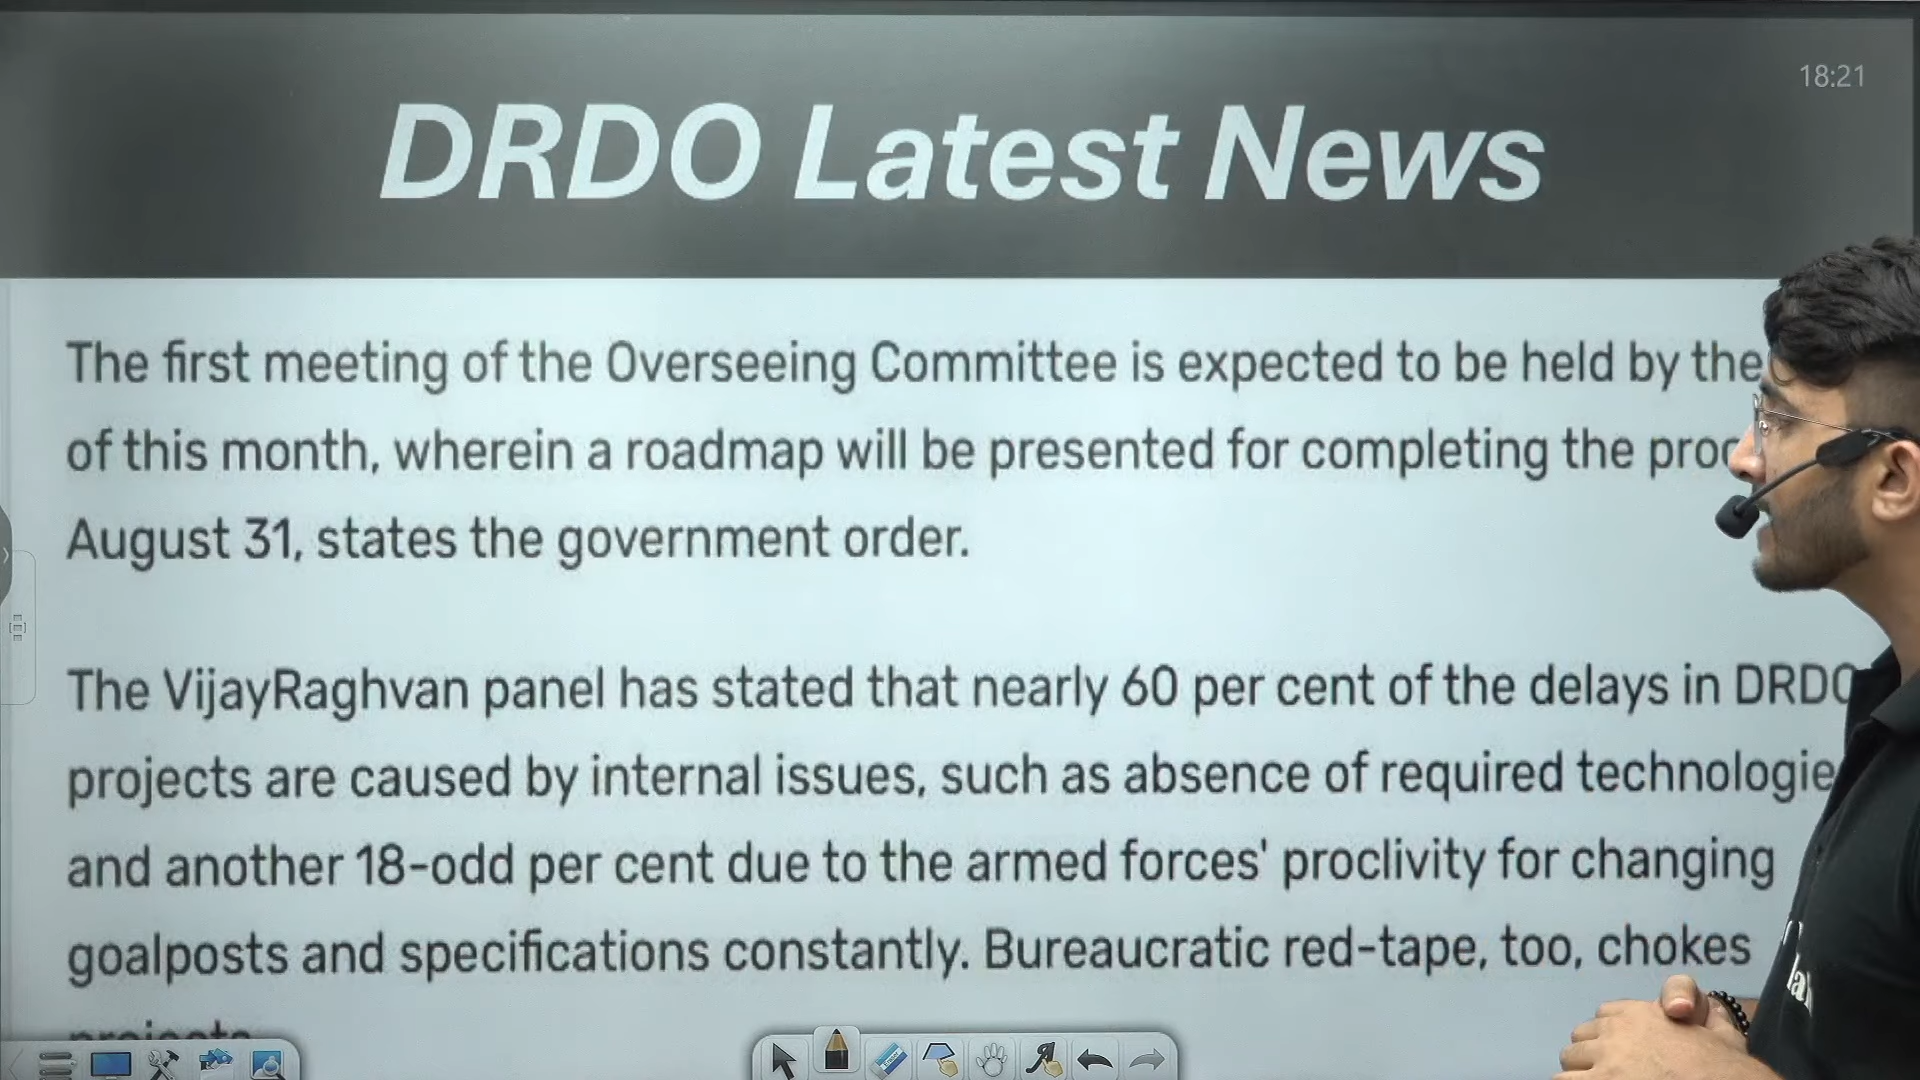 18:21
DRDO Latest News
The first meeting of the Overseeing Committee is expected to be held by the
of this month, wherein a roadmap will be presented for completing the
August 31, states the government order.
The VijayRaghvan panel has stated that nearly 60 per cent of the delays in DRDO
projects are caused by internal issues, such as absence of required
and another 18-odd per cent due to the armed forces' proclivity for changing
goalposts and specifications constantly. Bureaucratic red-tape, too, chokes
projects